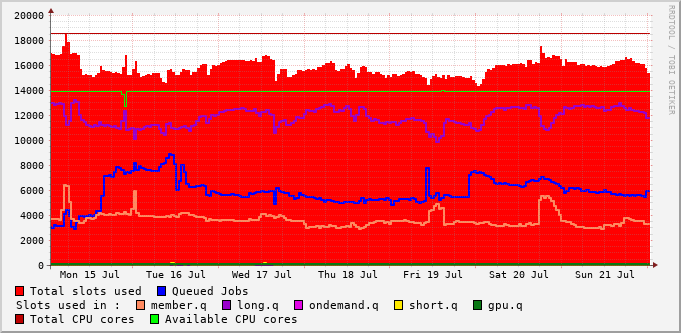 20000
18000
16000
14000
12000
10000
8000
6000
4000
2000
0
Mon 15 Jul Tue 16 Jul Wed 17 Jul Thu 18 Jul Fri 19 Jul Sat 20 Jul Sun 21 Jul
Total slots used Queued Jobs
Slots used in : member.q long.q ondemand.q short.q gpu.q
Total CPU cores Available CPU cores
RRDTOOL / TOBI OETIKER